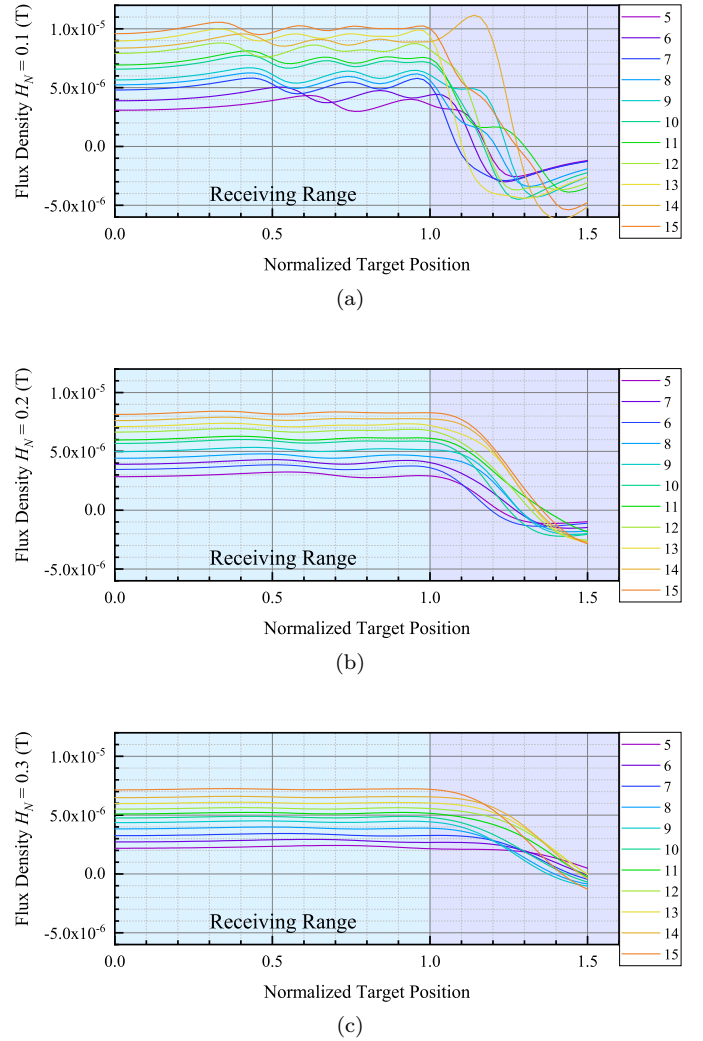 Flux Density H_N = 0.1 (T)
1.0x10^-5
5.0x10^-6
0.0
-5.0x10^-6
Receiving Range
0.0 0.5 1.0 1.5
Normalized Target Position
5
6
7
8
9
10
11
12
13
14
15
(a)
Flux Density H_N = 0.2 (T)
1.0x10^-5
5.0x10^-6
0.0
-5.0x10^-6
Receiving Range
0.0 0.5 1.0 1.5
Normalized Target Position
5
7
6
8
9
10
11
12
13
14
15
(b)
Flux Density H_N = 0.3 (T)
1.0x10^-5
5.0x10^-6
0.0
-5.0x10^-6
Receiving Range
0.0 0.5 1.0 1.5
Normalized Target Position
5
6
7
8
9
10
11
12
13
14
15
(c)